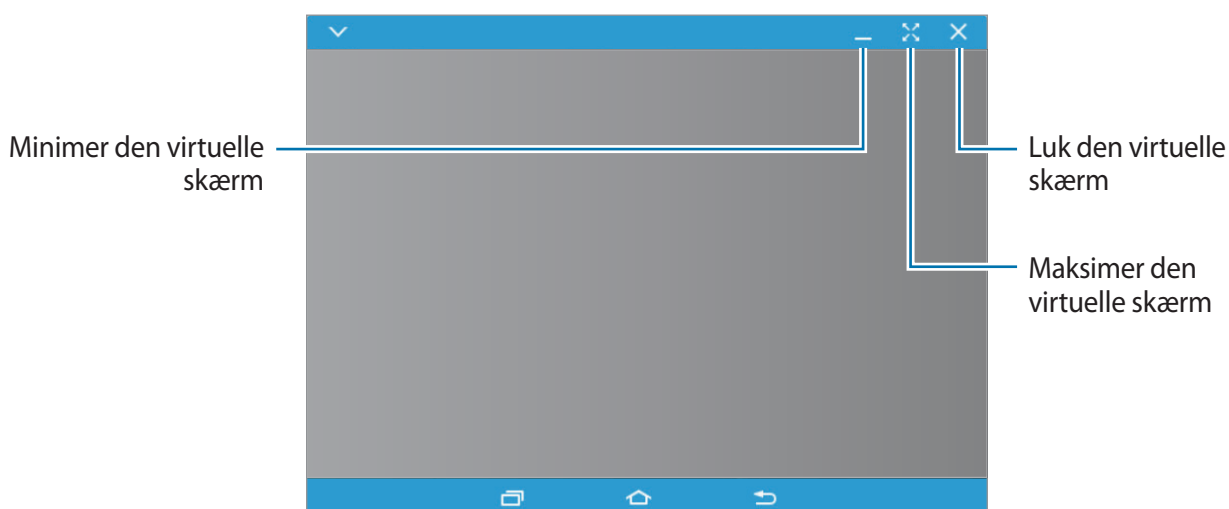 Minimer den virtuelle
skærm
Luk den virtuelle
skærm
Maksimer den
virtuelle skærm